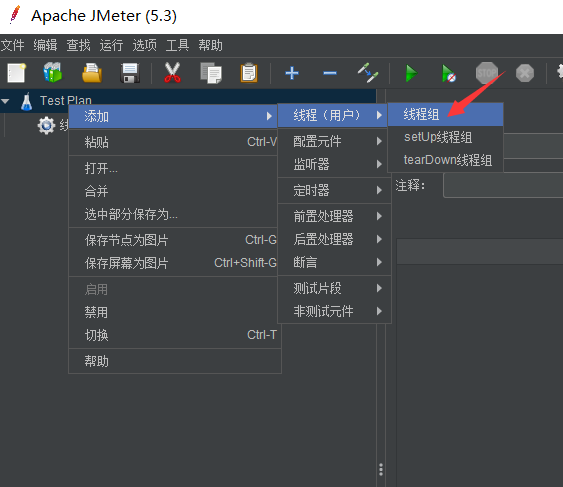 Apache JMeter (5.3)
文件 编辑 查找 运行 选项 工具 帮助
STOP
Test Plan
线
添加
粘贴 Ctrl-V
打开...
合并
选中部分保存为...
保存节点为图片 Ctrl-G
保存屏幕为图片 Ctrl+Shift-G
启用
禁用
切换 Ctrl-T
帮助
线程（用户）
配置元件
监听器
定时器
前置处理器
后置处理器
断言
测试片段
非测试元件
线程组
setUp线程组
tearDown线程组
注释：